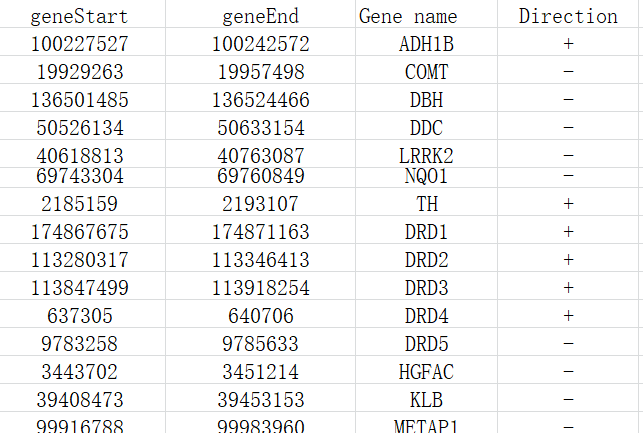 geneStart geneEnd Gene name Direction
100227527 100242572 ADH1B +
19929263 19957498 COMT −
136501485 136524466 DBH −
50526134 50633154 DDC −
40618813 40763087 LRRK2 −
69743304 69760849 NQO1 −
2185159 2193107 TH +
174867675 174871163 DRD1 +
113280317 113346413 DRD2 +
113847499 113918254 DRD3 +
637305 640706 DRD4 +
9783258 9785633 DRD5 −
3443702 3451214 HGFAC −
39408473 39453153 KLB −
99916788 99983960 METAP1 −